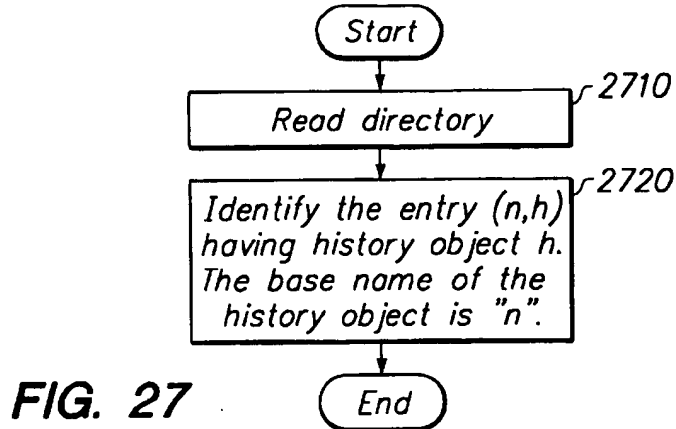 Start
2710
Read directory
2720
Identify the entry (n,h)
having history object h.
The base name of the
history object is "n".
FIG. 27
End